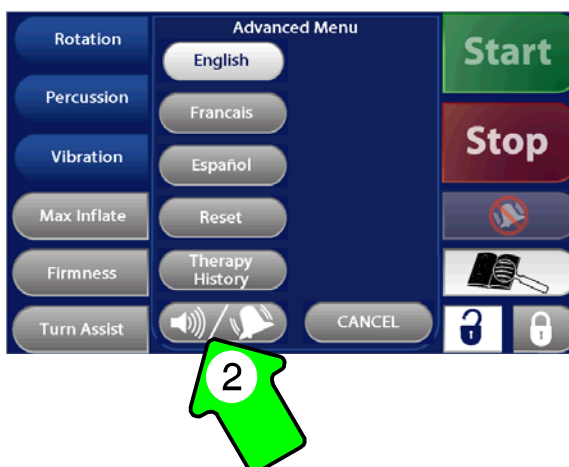 Rotation
Percussion
Vibration
Max Inflate
Firmness
Turn Assist
Advanced Menu
English
Francais
Español
Reset
Therapy
History
CANCEL
Start
Stop
2